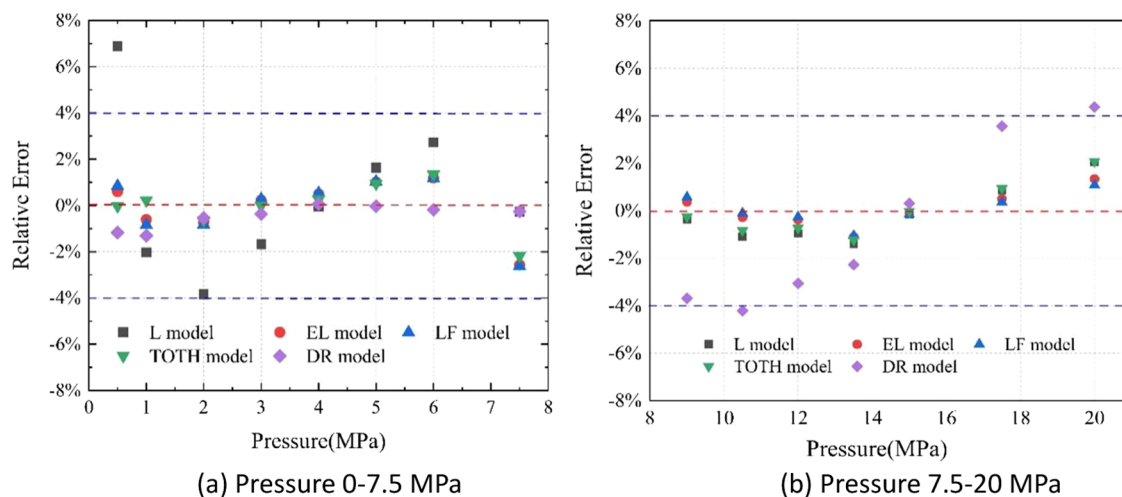 8%
6%
4%
2%
0%
-2%
-4%
-6%
-8%
Relative Error
L model
EL model
LF model
TOTH model
DR model
0 1 2 3 4 5 6 7 8
Pressure(MPa)
(a) Pressure 0-7.5 MPa
8%
6%
4%
2%
0%
-2%
-4%
-6%
-8%
Relative Error
L model
EL model
LF model
TOTH model
DR model
8 10 12 14 16 18 20
Pressure(MPa)
(b) Pressure 7.5-20 MPa